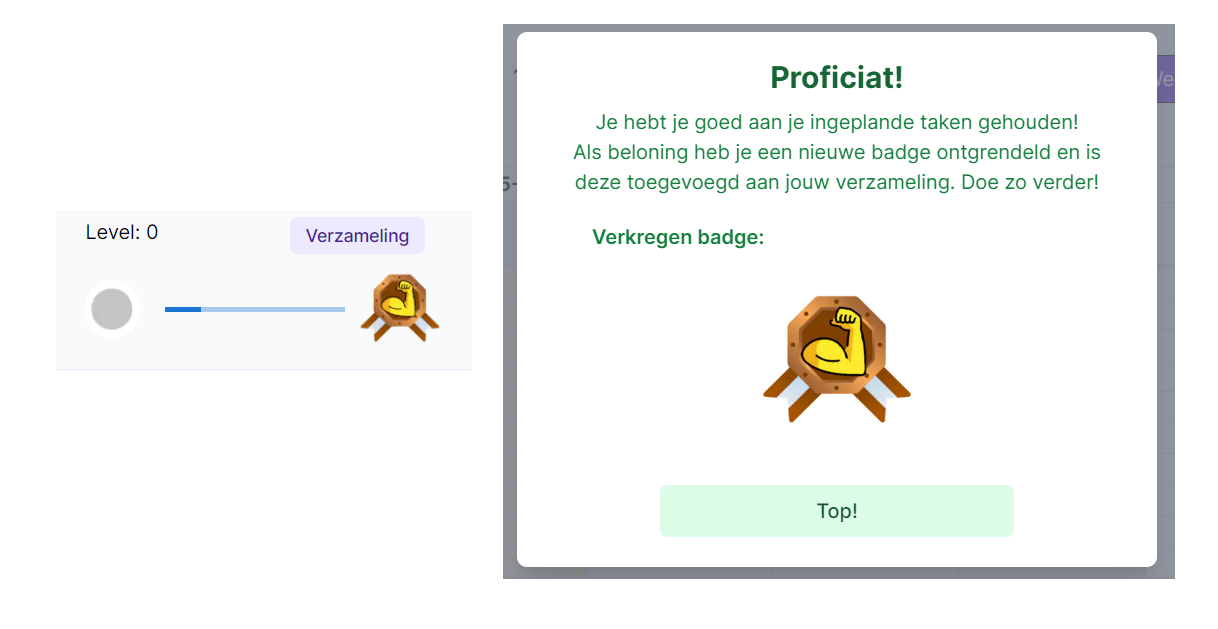 Level: 0
Verzameling
Proficiat!
Je hebt je goed aan je ingeplande taken gehouden!
Als beloning heb je een nieuwe badge ontgrendeld en is
deze toegevoegd aan jouw verzameling. Doe zo verder!
Verkregen badge:
Top!